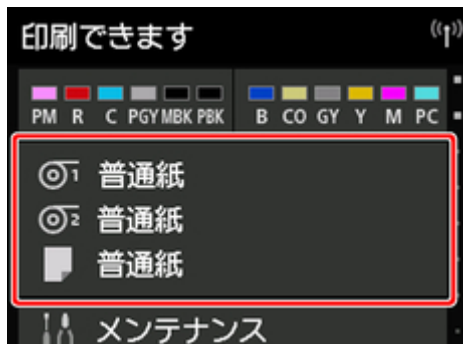 印刷できます
PM R C PGY MBK PBK B CO GY Y M PC
1 普通紙
2 普通紙
普通紙
メンテナンス